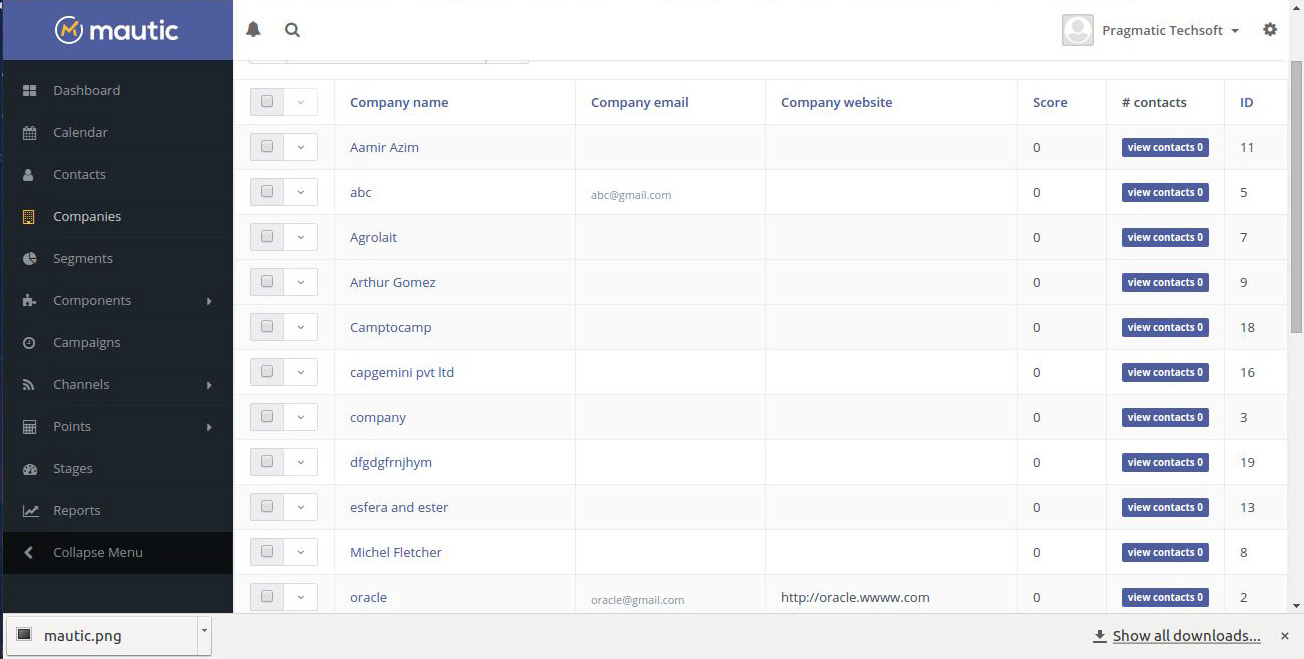 mautic
Pragmatic Techsoft
Dashboard
Calendar
Contacts
Companies
Segments
Components
Campaigns
Channels
Points
Stages
Reports
Collapse Menu
Company name Company email Company website Score # contacts ID
Aamir Azim 0 view contacts 0 11
abc abc@gmail.com 0 view contacts 0 5
Agrolait 0 view contacts 0 7
Arthur Gomez 0 view contacts 0 9
Camptocamp 0 view contacts 0 18
capgemini pvt ltd 0 view contacts 0 16
company 0 view contacts 0 3
dfgdgfrnjhym 0 view contacts 0 19
esfera and ester 0 view contacts 0 13
Michel Fletcher 0 view contacts 0 8
oracle oracle@gmail.com http://oracle.wwww.com 0 view contacts 0 2
mautic.png
Show all downloads...